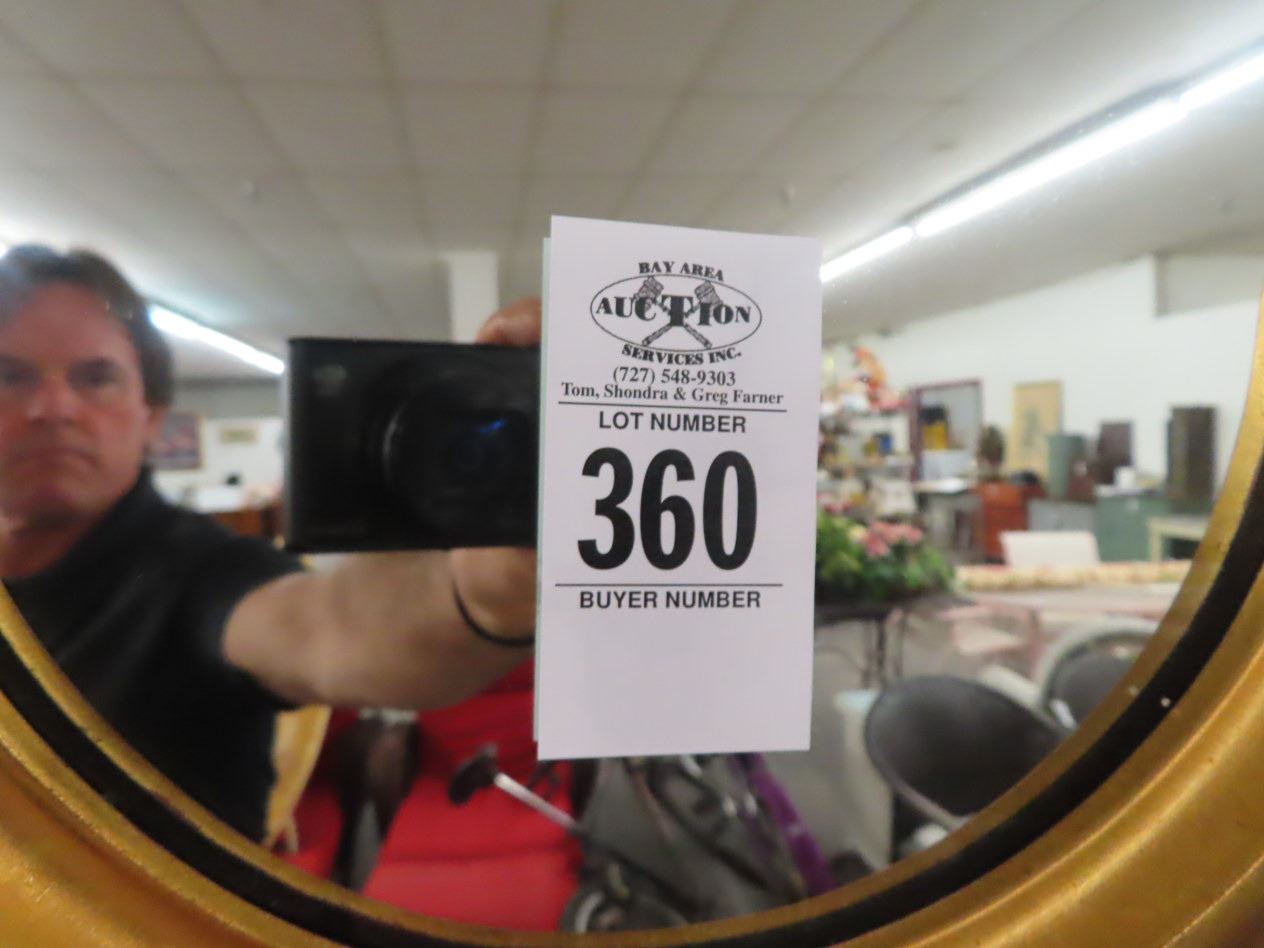 BAY AREA
AUCTION
SERVICES INC.
(727) 548-9303
Tom, Shondra & Greg Farner
LOT NUMBER
360
BUYER NUMBER